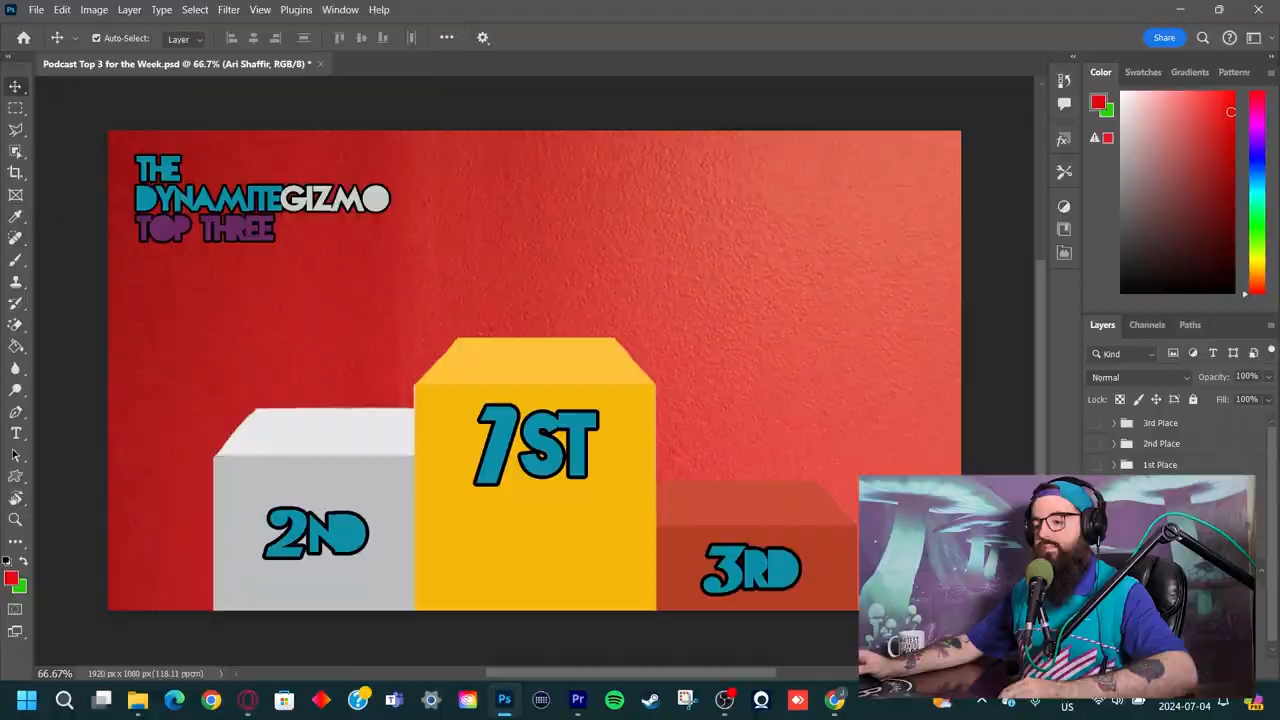 File Edit Image Layer Type Select Filter View Plugins Window Help
Auto-Select: Layer Share
Podcast Top 3 for the Week.psd @ 66.7% (Ari Shaffir, RGB/8) * ×
Color Swatches Gradients Patterns
THE
DYNAMITEGIZMO
TOP THREE
1ST
2ND
3RD
Layers Channels Paths
Kind
Normal Opacity: 100%
Lock: Fill: 100%
3rd Place
2nd Place
1st Place
66.67% 1920 px x 1080 px (118.11 ppcm)
US 2024-07-04